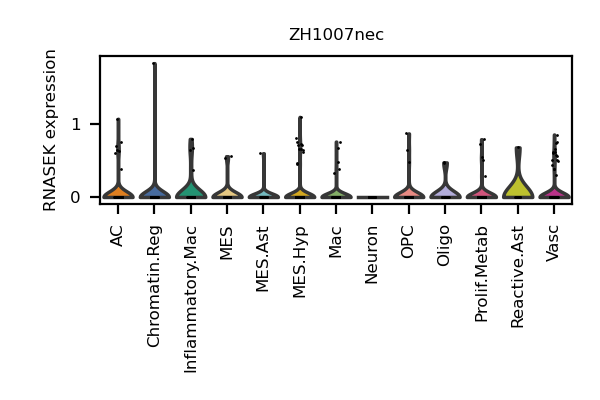 ZH1007nec
RNASEK expression
1
0
AC
Chromatin.Reg
Inflammatory.Mac
MES
MES.Ast
MES.Hyp
Mac
Neuron
OPC
Oligo
Prolif.Metab
Reactive.Ast
Vasc